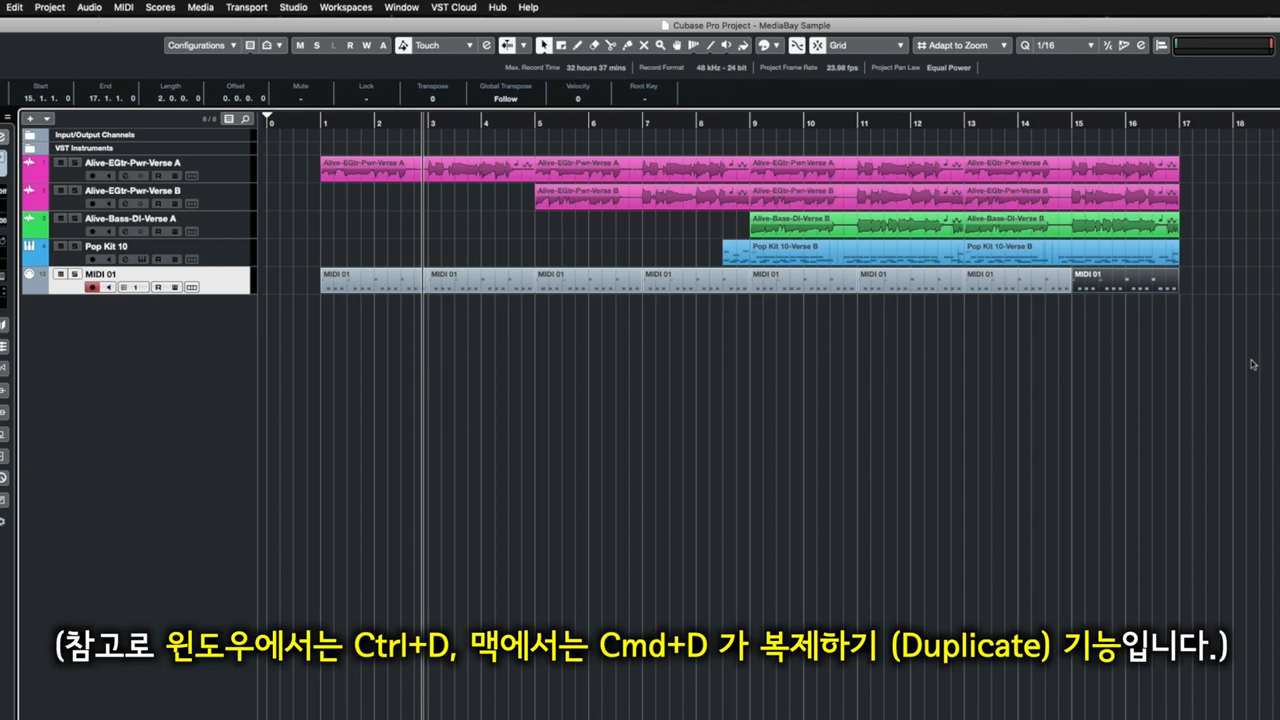 Edit Project Audio MIDI Scores Media Transport Studio Workspaces Window VST Cloud Hub Help
Cubase Pro Project - MediaBay Sample
Configurations M S L R W A Touch Grid Adapt to Zoom Q 1/16
Max. Record Time 32 hours 37 mins Record Format 48 kHz - 24 bit Project Frame Rate 23.98 fps Project Pan Law Equal Power
Start End Length Offset Mute Lock Transpose Global Transpose Velocity Root Key
15. 1. 1. 0 17. 1. 1. 0 2. 0. 0. 0 0. 0. 0. 0 - - 0 Follow 0 -
8/8 0 1 2 3 4 5 6 7 8 9 10 11 12 13 14 15 16 17 18
Input/Output Channels
VST Instruments
1 M S Alive-EGtr-Pwr-Verse A Alive-EGtr-Pwr-Verse A Alive-EGtr-Pwr-Verse A Alive-EGtr-Pwr-Verse A Alive-EGtr-Pwr-Verse A
R
2 M S Alive-EGtr-Pwr-Verse B Alive-EGtr-Pwr-Verse B Alive-EGtr-Pwr-Verse B Alive-EGtr-Pwr-Verse B
R
3 M S Alive-Bass-DI-Verse A Alive-Bass-DI-Verse B Alive-Bass-DI-Verse B
R
M S Pop Kit 10 Pop Kit 10-Verse B Pop Kit 10-Verse B
R
M S MIDI 01 MIDI 01 MIDI 01 MIDI 01 MIDI 01 MIDI 01 MIDI 01 MIDI 01 MIDI 01
1 R
(참고로 윈도우에서는 Ctrl+D, 맥에서는 Cmd+D 가 복제하기 (Duplicate) 기능입니다.)